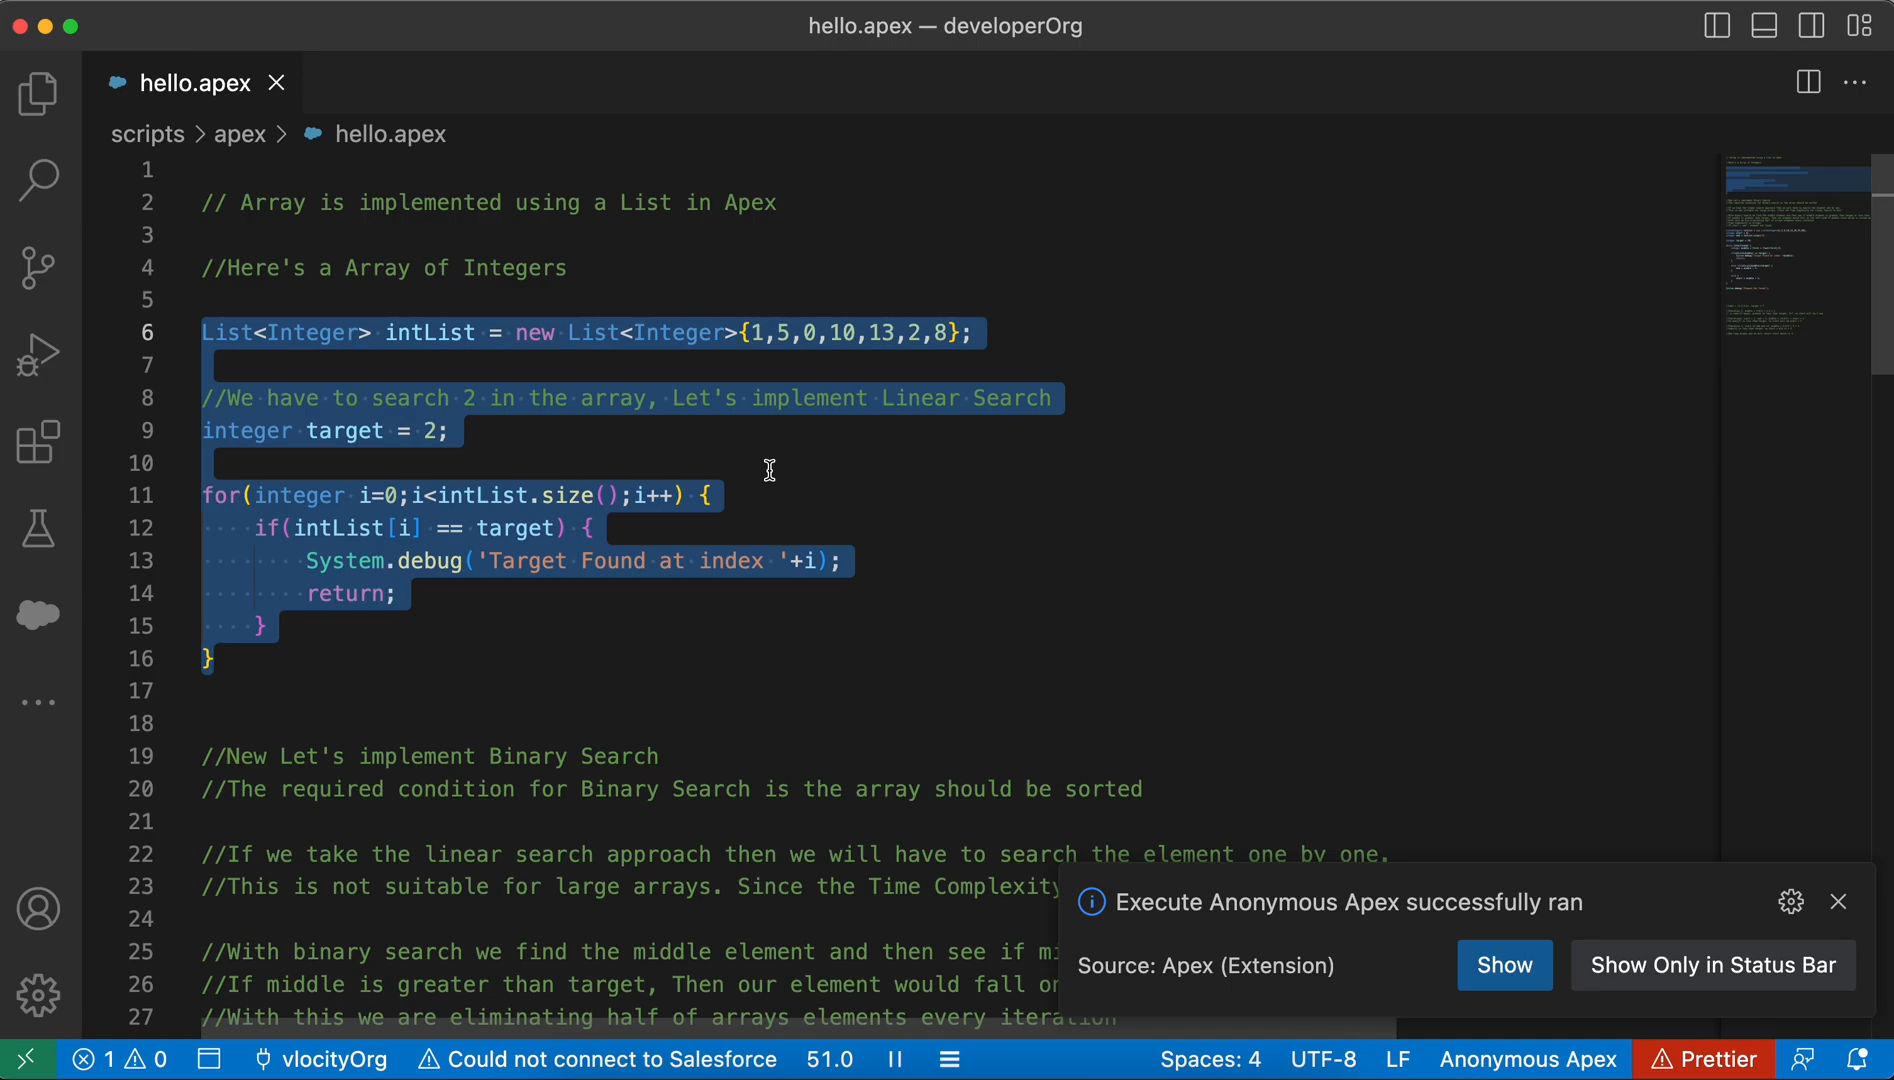 hello.apex — developerOrg
hello.apex
scripts > apex > hello.apex
1
2 // Array is implemented using a List in Apex
3
4 //Here's a Array of Integers
5
6 List<Integer> intList = new List<Integer>{1,5,0,10,13,2,8};
7
8 //We have to search 2 in the array, Let's implement Linear Search
9 integer target = 2;
10
11 for(integer i=0;i<intList.size();i++) {
12 if(intList[i] == target) {
13 System.debug('Target Found at index '+i);
14 return;
15 }
16 }
17
18
19 //New Let's implement Binary Search
20 //The required condition for Binary Search is the array should be sorted
21
22 //If we take the linear search approach then we will have to search the element one by one.
23 //This is not suitable for large arrays. Since the Time Complexity
24
25 //With binary search we find the middle element and then see if mi
26 //If middle is greater than target, Then our element would fall on
27 //With this we are eliminating half of arrays elements every iteration
Execute Anonymous Apex successfully ran
Source: Apex (Extension) Show Show Only in Status Bar
1 0 vlocityOrg Could not connect to Salesforce 51.0 Spaces: 4 UTF-8 LF Anonymous Apex Prettier